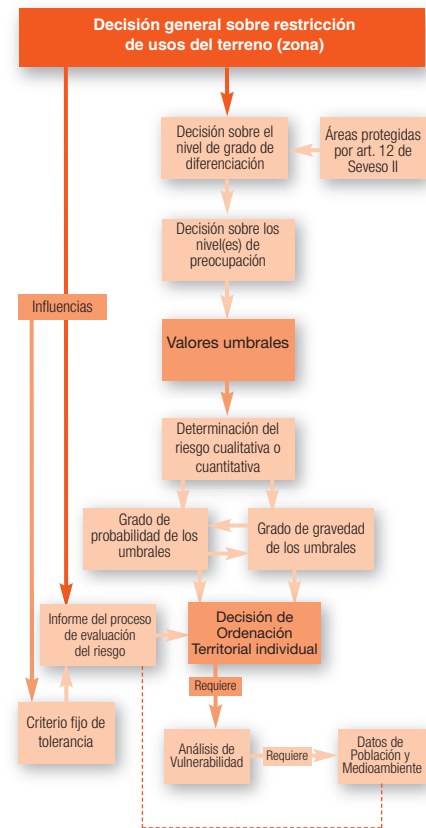 Decisión general sobre restricción
de usos del terreno (zona)
Decisión sobre el
nivel de grado de
diferenciación
Áreas protegidas
por art. 12 de
Seveso II
Decisión sobre los
nivel(es) de
preocupación
Influencias
Valores umbrales
Determinación del
riesgo cualitativa o
cuantitativa
Grado de
probabilidad de los
umbrales
Grado de gravedad
de los umbrales
Informe del proceso
de evaluación
del riesgo
Decisión de
Ordenación
Territorial individual
Requiere
Criterio fijo de
tolerancia
Análisis de
Vulnerabilidad
Requiere
Datos de
Población y
Medioambiente